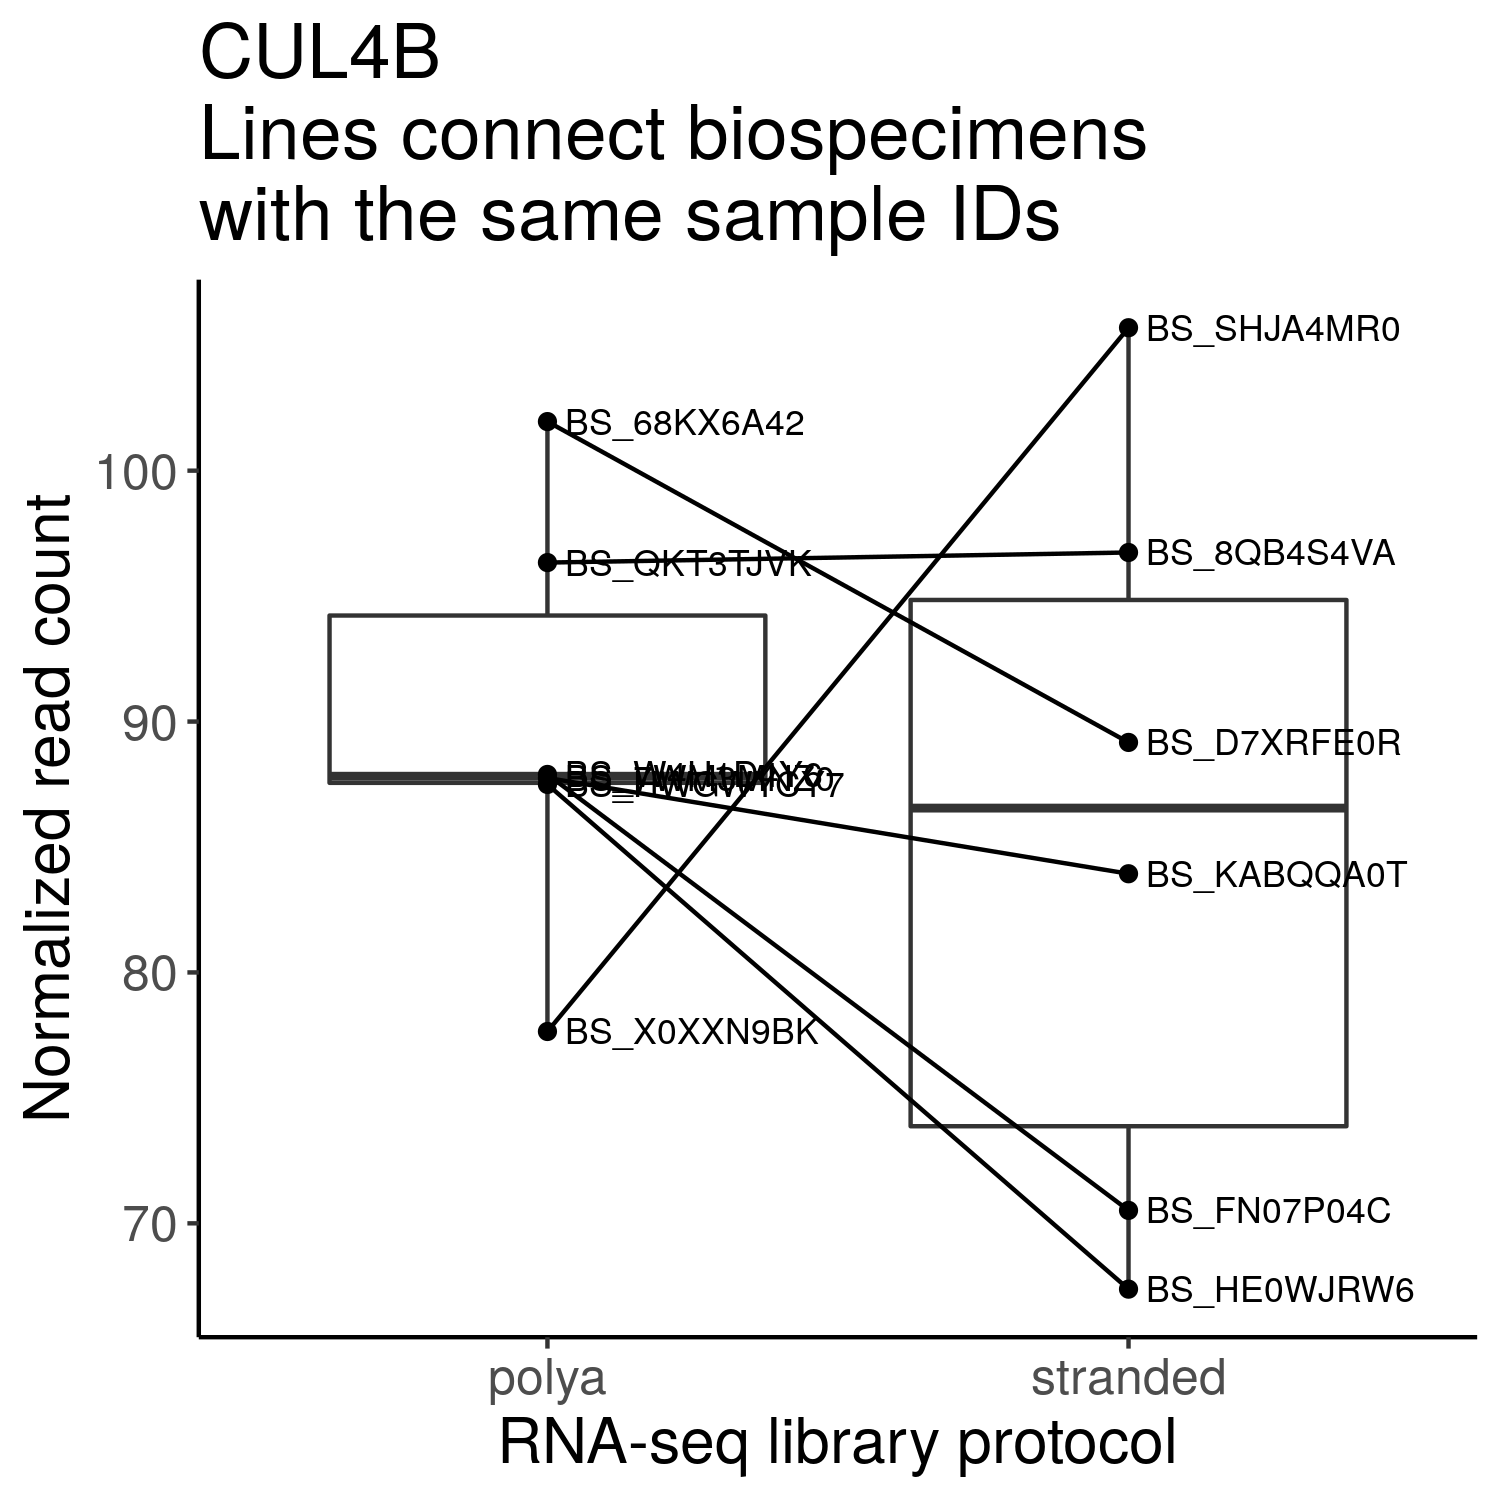 CUL4B
Lines connect biospecimens
with the same sample IDs
Normalized read count
100
90
80
70
BS_68KX6A42
BS_QKT3TJVK
BS_X0XXN9BK
BS_SHJA4MR0
BS_8QB4S4VA
BS_D7XRFE0R
BS_KABQQA0T
BS_FN07P04C
BS_HE0WJRW6
polya
stranded
RNA-seq library protocol